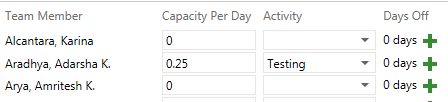 Team Member Capacity Per Day Activity Days Off
Alcantara, Karina 0 0 days
Aradhya, Adarsha K. 0.25 Testing 0 days
Arya, Amritesh K. 0 0 days